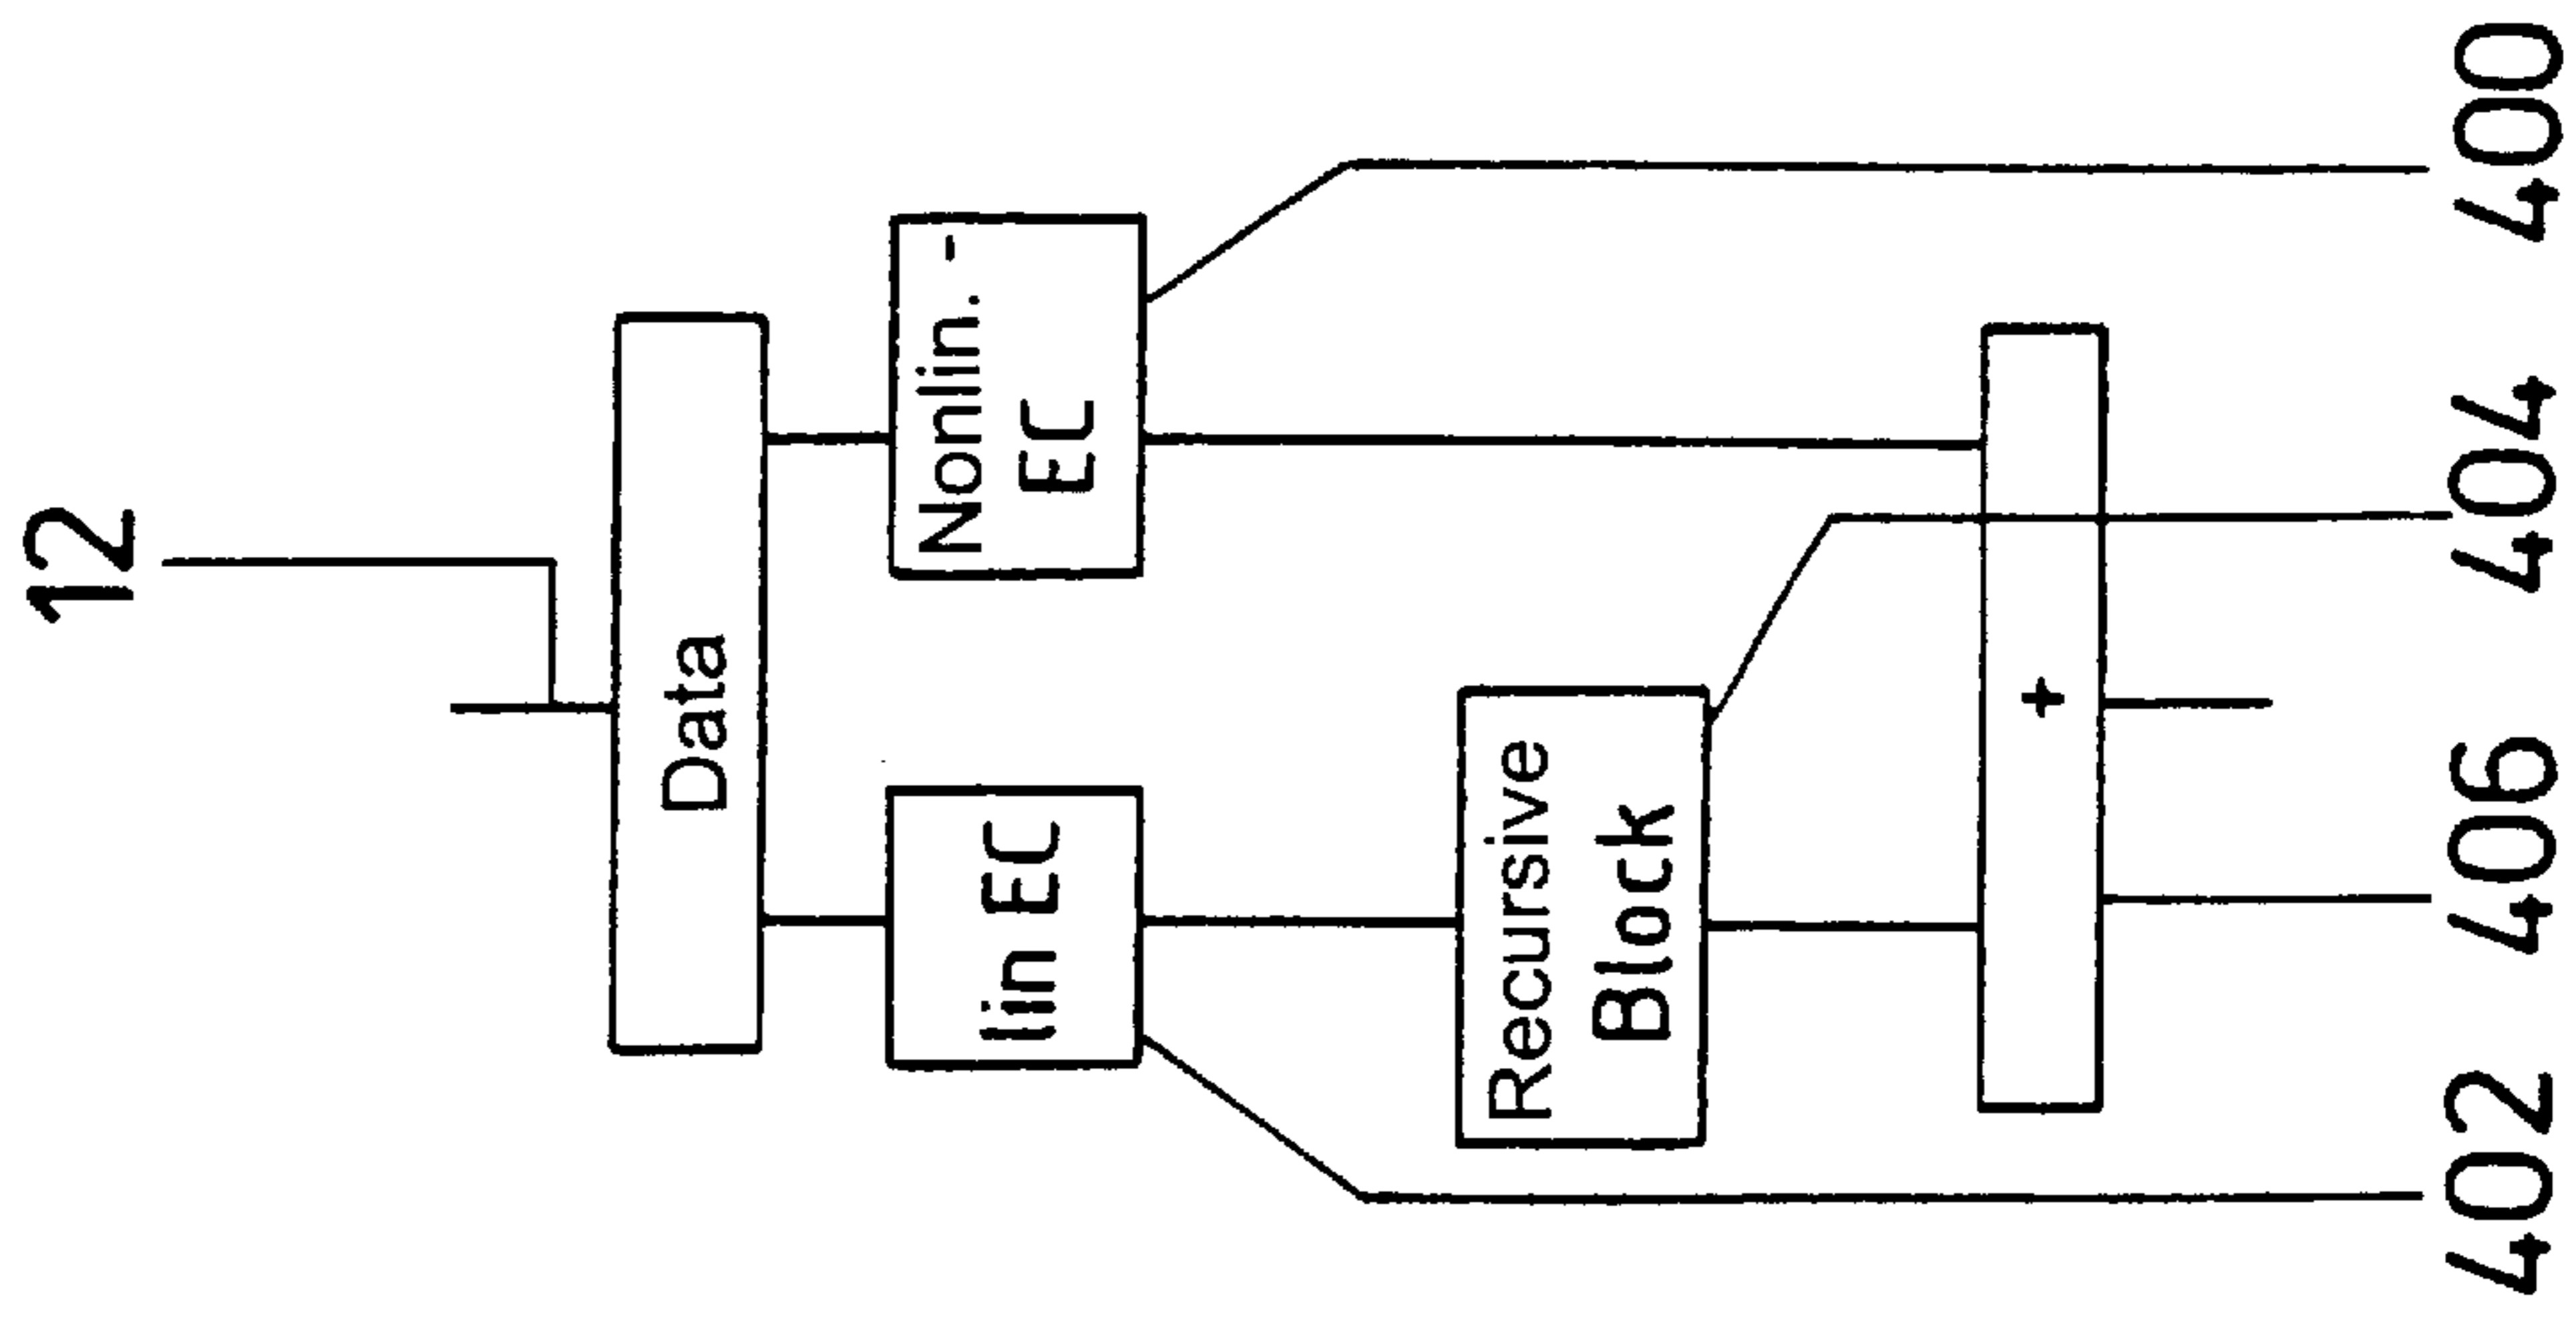 12
Data
lin EC
Nonlin. -
EC
Recursive
Block
+
402 406 404 400